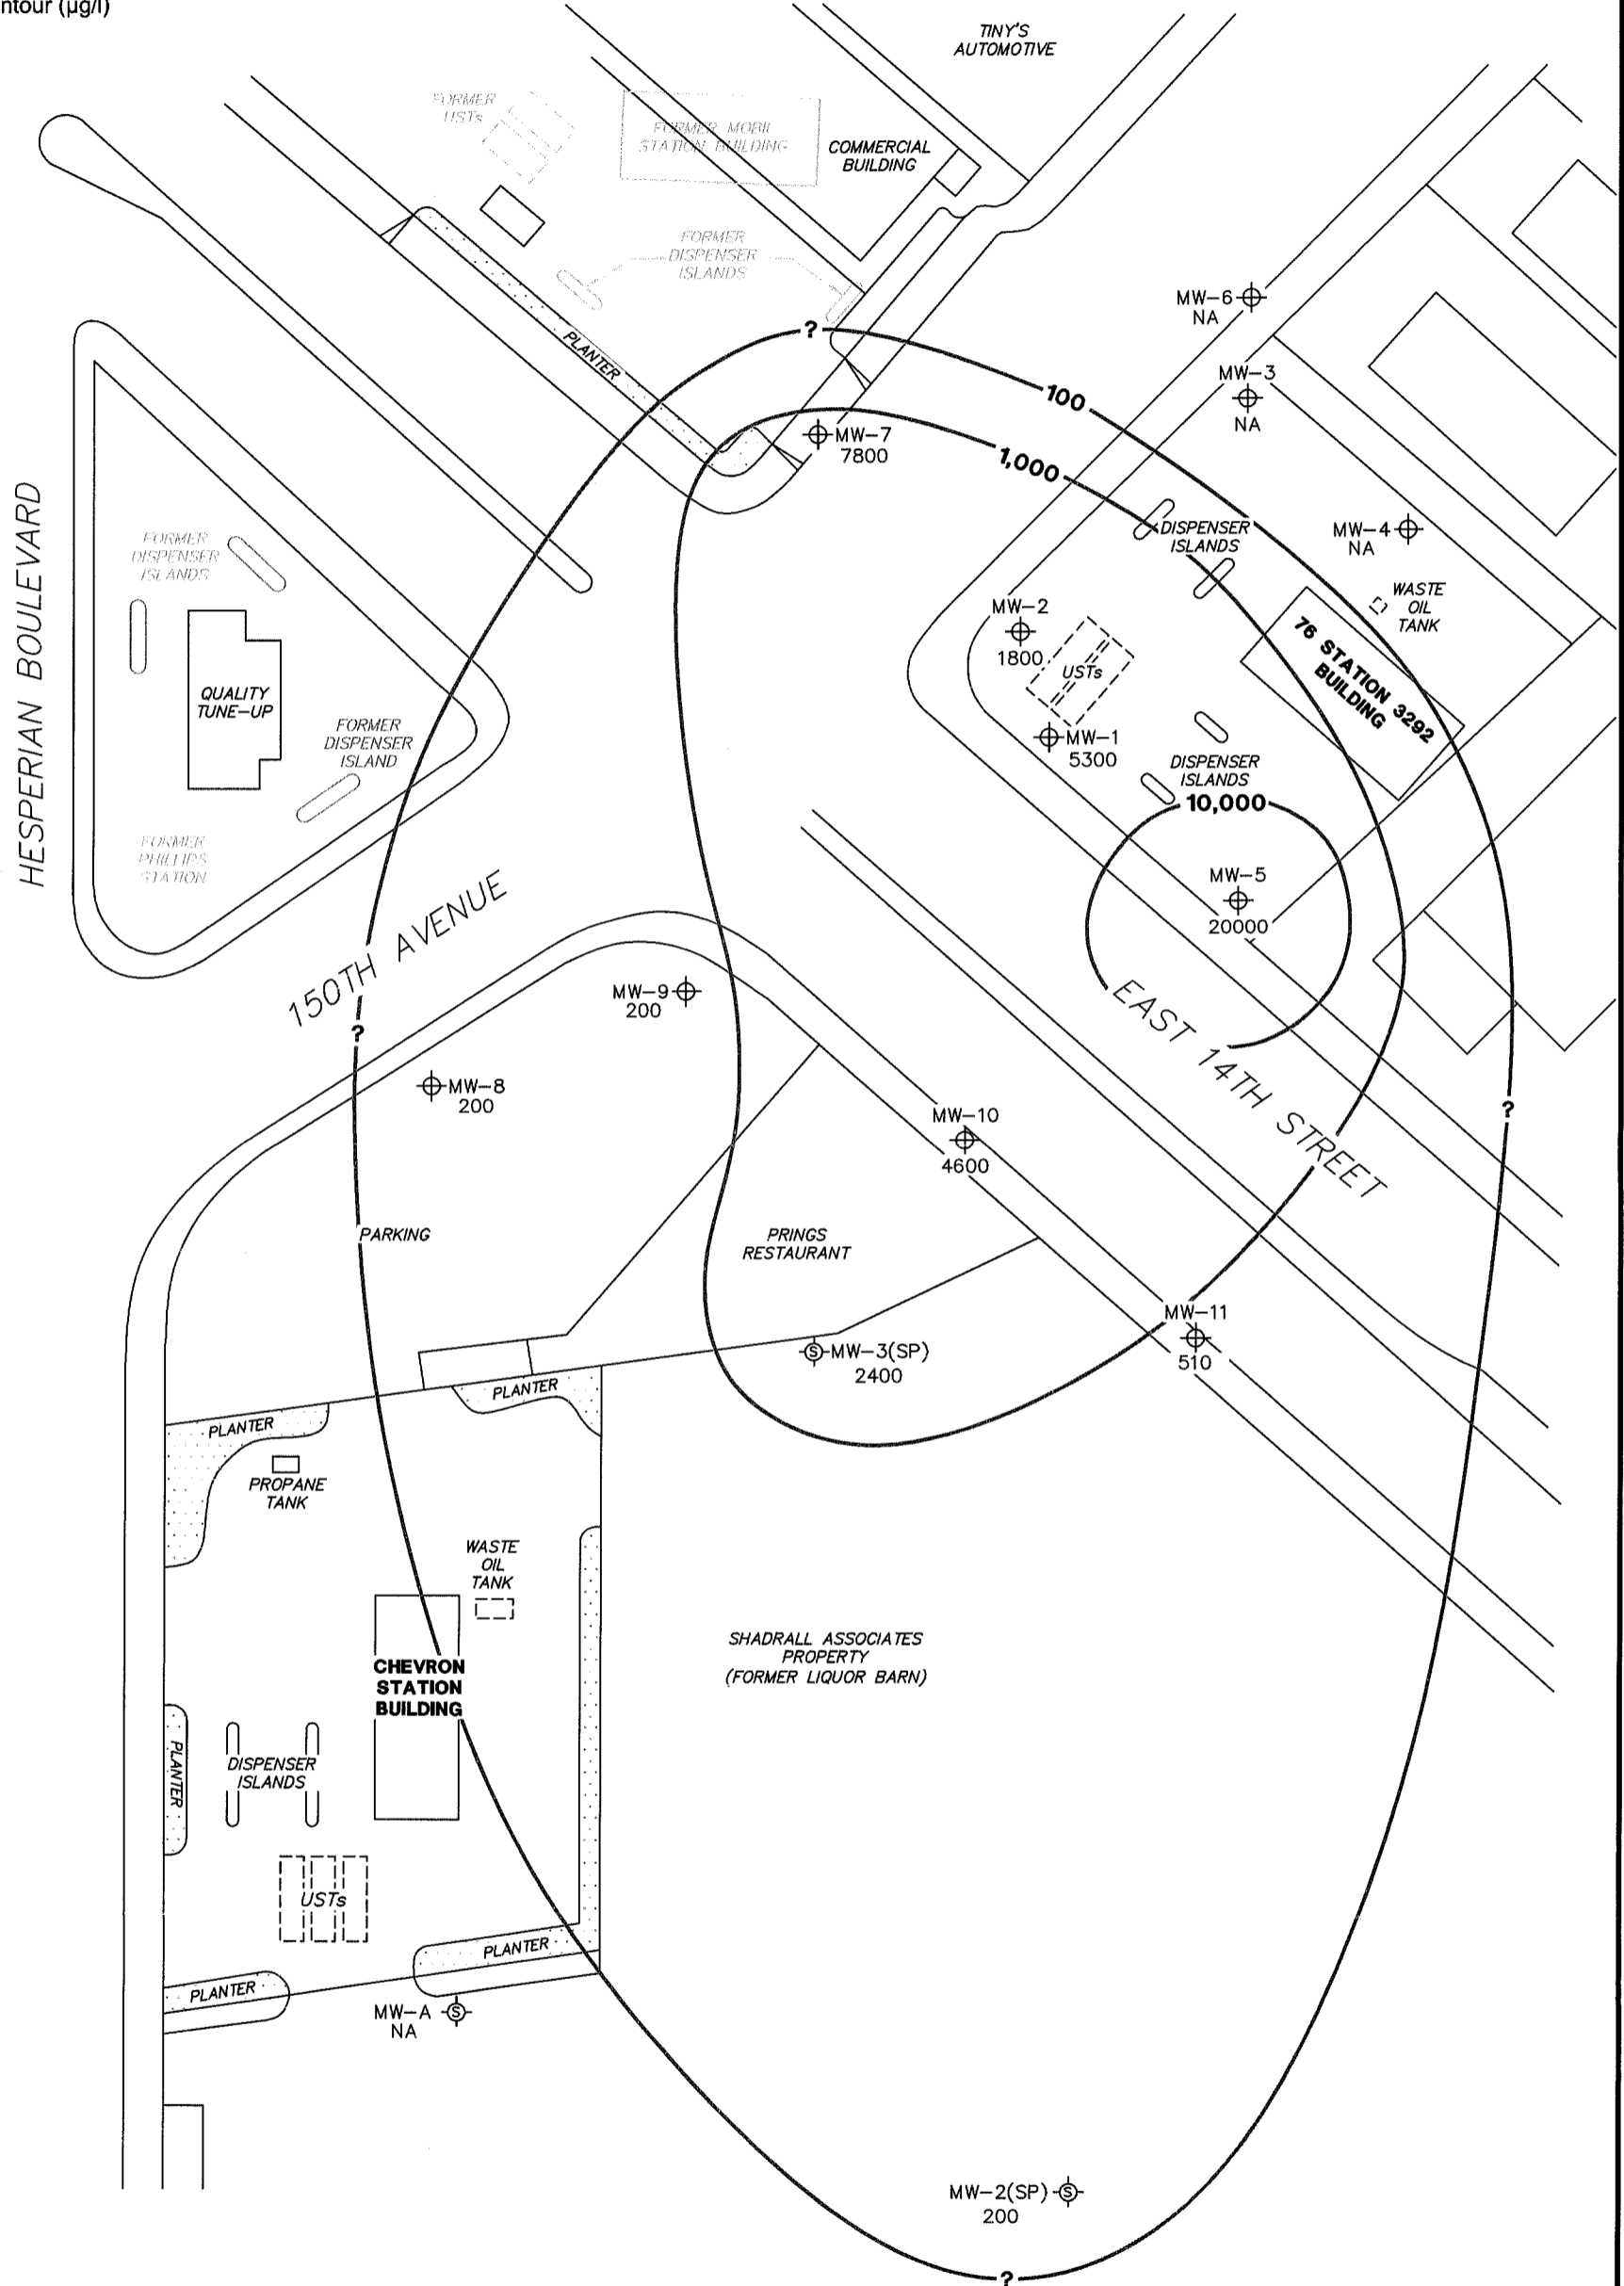 ntour (µg/l)
TINY'S
AUTOMOTIVE
FORMER
USTs
FORMER MOBIL
STATION BUILDING
COMMERCIAL
BUILDING
FORMER
DISPENSER
ISLANDS
MW-6
NA
?
PLANTER
100
MW-3
NA
MW-7
7800
1,000
HESPERIAN BOULEVARD
FORMER
DISPENSER
ISLANDS
DISPENSER
ISLANDS
MW-4
NA
WASTE
OIL
TANK
MW-2
1800
USTs
76 STATION 3292
BUILDING
QUALITY
TUNE-UP
FORMER
DISPENSER
ISLAND
MW-1
5300
DISPENSER
ISLANDS
10,000
FORMER
PHILLIPS
STATION
MW-5
20000
150TH AVENUE
MW-9
200
EAST 14TH STREET
?
MW-8
200
MW-10
4600
?
PARKING
PRINGS
RESTAURANT
MW-11
510
MW-3(SP)
2400
S
PLANTER
PLANTER
PROPANE
TANK
WASTE
OIL
TANK
SHADRALL ASSOCIATES
PROPERTY
(FORMER LIQUOR BARN)
CHEVRON
STATION
BUILDING
PLANTER
DISPENSER
ISLANDS
USTs
PLANTER
PLANTER
MW-A
NA
S
MW-2(SP)
200
S
?